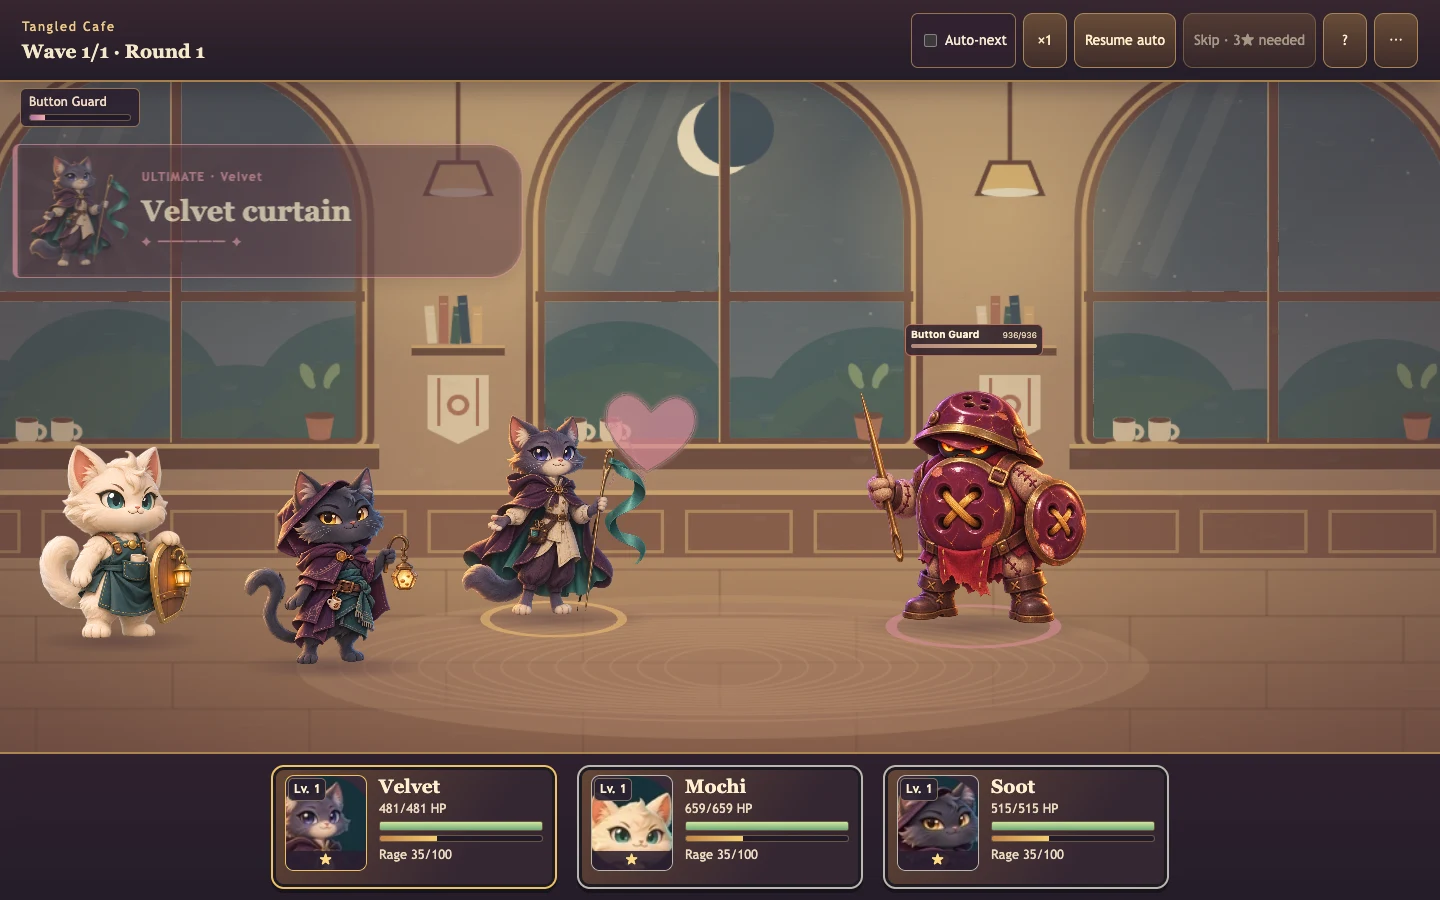 Tangled Cafe
Wave 1/1 · Round 1
Auto-next
×1
Resume auto
Skip · 3★ needed
?
...
Button Guard
ULTIMATE · Velvet
Velvet curtain
Button Guard 936/936
Lv. 1
Velvet
481/481 HP
Rage 35/100
Lv. 1
Mochi
659/659 HP
Rage 35/100
Lv. 1
Soot
515/515 HP
Rage 35/100